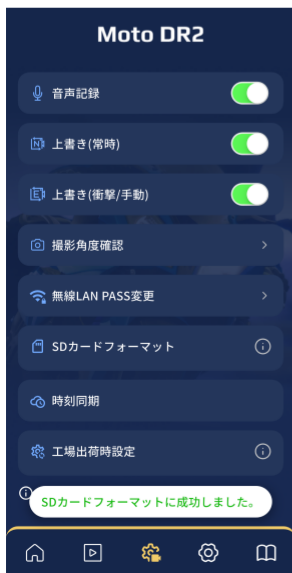 Moto DR2
音声記録
上書き(常時)
上書き(衝撃/手動)
撮影角度確認
無線LAN PASS変更
SDカードフォーマット
時刻同期
工場出荷時設定
SDカードフォーマットに成功しました。